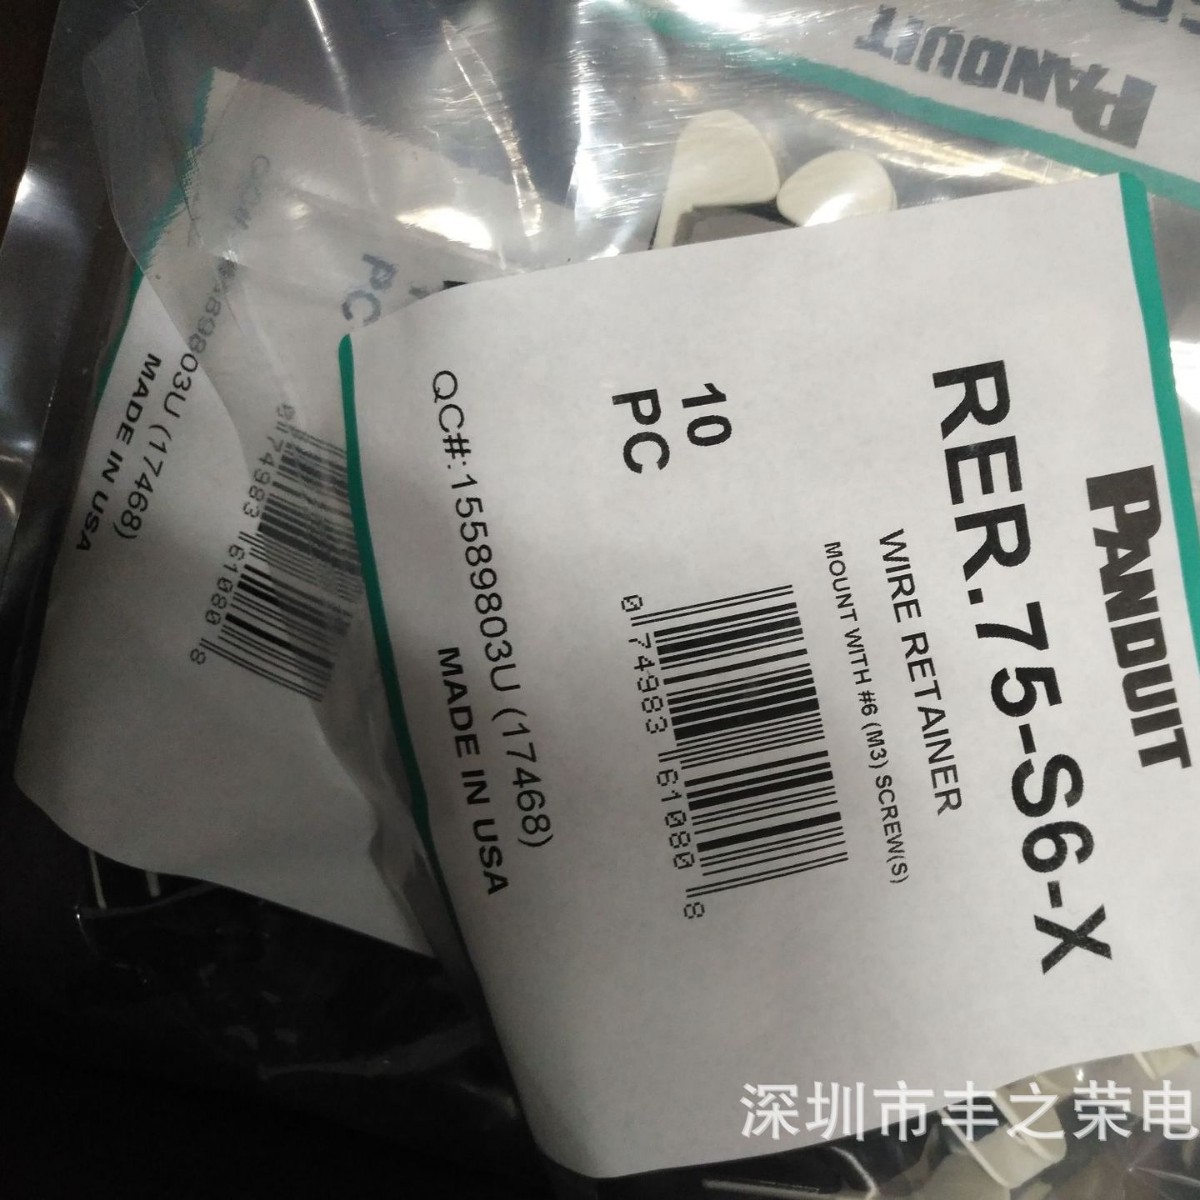 PANDUIT
RER.75-S6-X
WIRE RETAINER
MOUNT WITH #6 (M3) SCREW(S)
10
PC
0 74983 61080 8
QC#:15589803U (17468)
MADE IN USA
PANDUIT
PC
0 74983 61080 8
89803U (17468)
MADE IN USA
深圳市丰之荣电